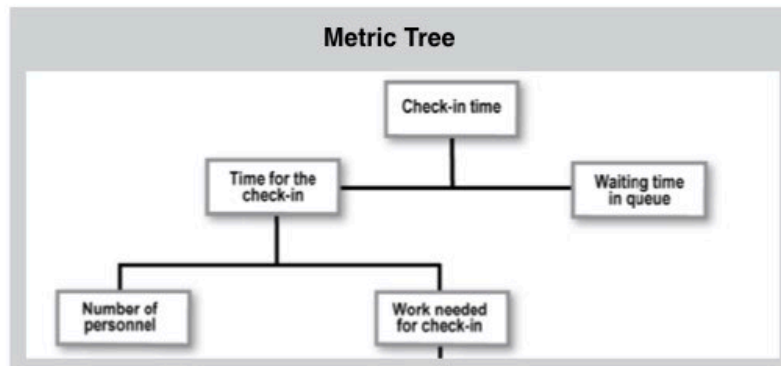 Metric Tree
Check-in time
Time for the
check-in
Waiting time
in queue
Number of
personnel
Work needed
for check-in